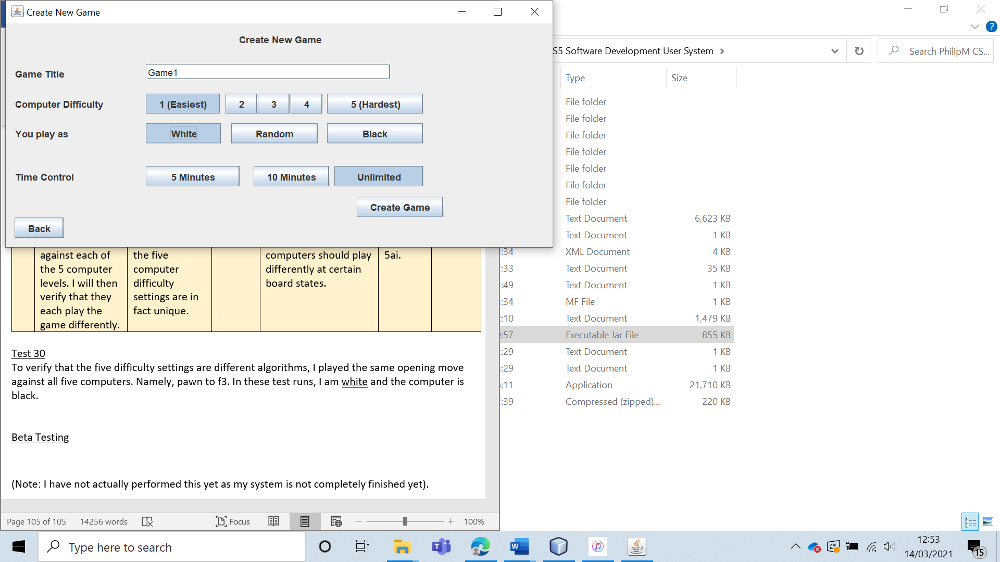 Create New Game
Create New Game
Game Title
Game1
Computer Difficulty
1 (Easiest)
2
3
4
5 (Hardest)
You play as
White
Random
Black
Time Control
5 Minutes
10 Minutes
Unlimited
Create Game
Back
S5 Software Development User System
Search PhilipM CS...
Type
Size
File folder
File folder
File folder
File folder
File folder
File folder
File folder
Text Document 6,623 KB
Text Document 1 KB
:34 XML Document 4 KB
:33 Text Document 35 KB
:49 Text Document 1 KB
:34 MF File 1 KB
:10 Text Document 1,479 KB
:57 Executable Jar File 855 KB
:29 Text Document 1 KB
:29 Text Document 1 KB
:11 Application 21,710 KB
:39 Compressed (zipped)... 220 KB
against each of
the 5 computer
levels. I will then
verify that they
each play the
game differently.
the five
computer
difficulty
settings are in
fact unique.
computers should play
differently at certain
board states.
5ai.
Test 30
To verify that the five difficulty settings are different algorithms, I played the same opening move
against all five computers. Namely, pawn to f3. In these test runs, I am white and the computer is
black.
Beta Testing
(Note: I have not actually performed this yet as my system is not completely finished yet).
Page 105 of 105
14256 words
Focus
100%
Type here to search
12:53
14/03/2021
15